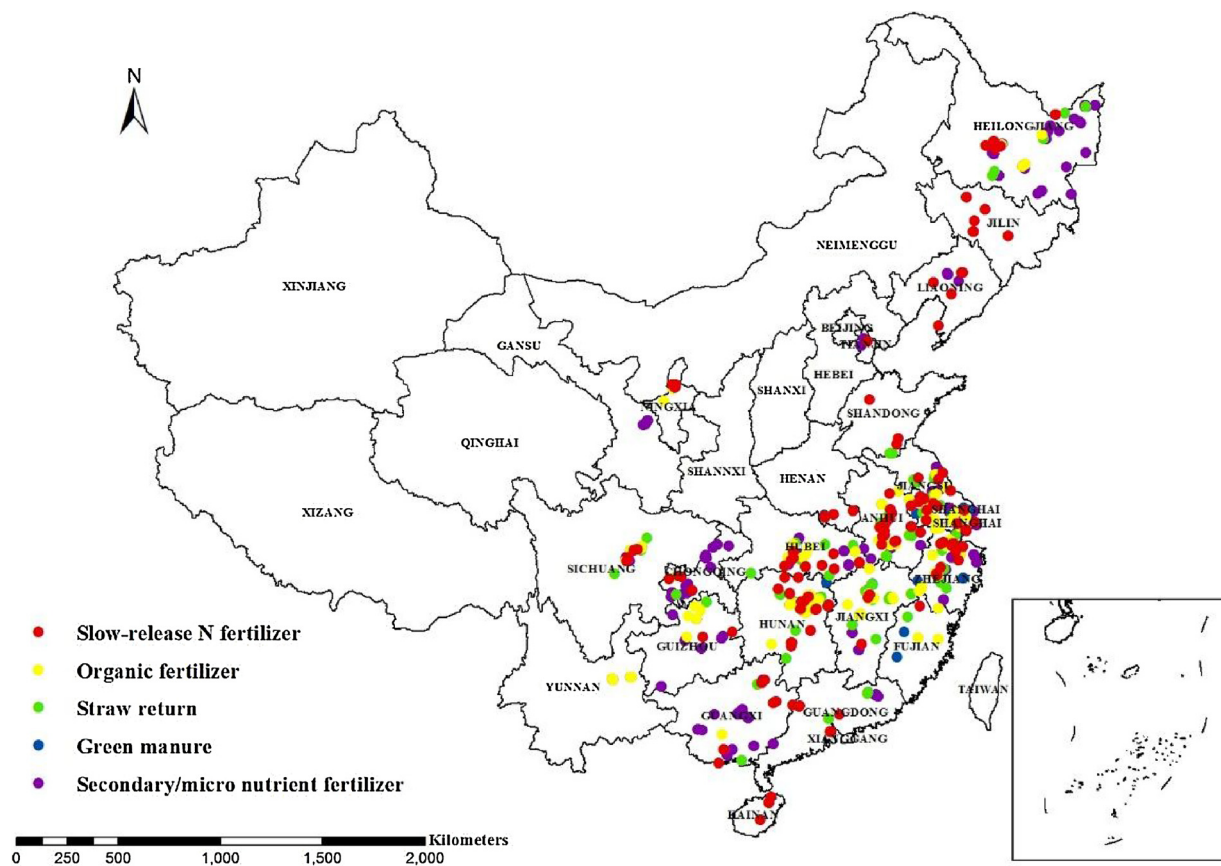 N
HEILONGJIANG
JILIN
NEIMENGGU
XINJIANG
LIAONING
BEIJING
TIANJIN
GANSU
HEBEI
SHANXI
NINGXIA
SHANDONG
QINGHAI
SHANNXI
HENAN
JIANGSU
XIZANG
SHANGHAI
ANHUI
SHANGHAI
HUBEI
SICHUANG
CHONGQING
ZHEJIANG
Slow-release N fertilizer
HUNAN
JIANGXI
GUIZHOU
FUJIAN
Organic fertilizer
YUNNAN
TAIWAN
Straw return
GUANGXI
GUANGDONG
XIANGGANG
Green manure
Secondary/micro nutrient fertilizer
HAINAN
Kilometers
0 250 500 1,000 1,500 2,000